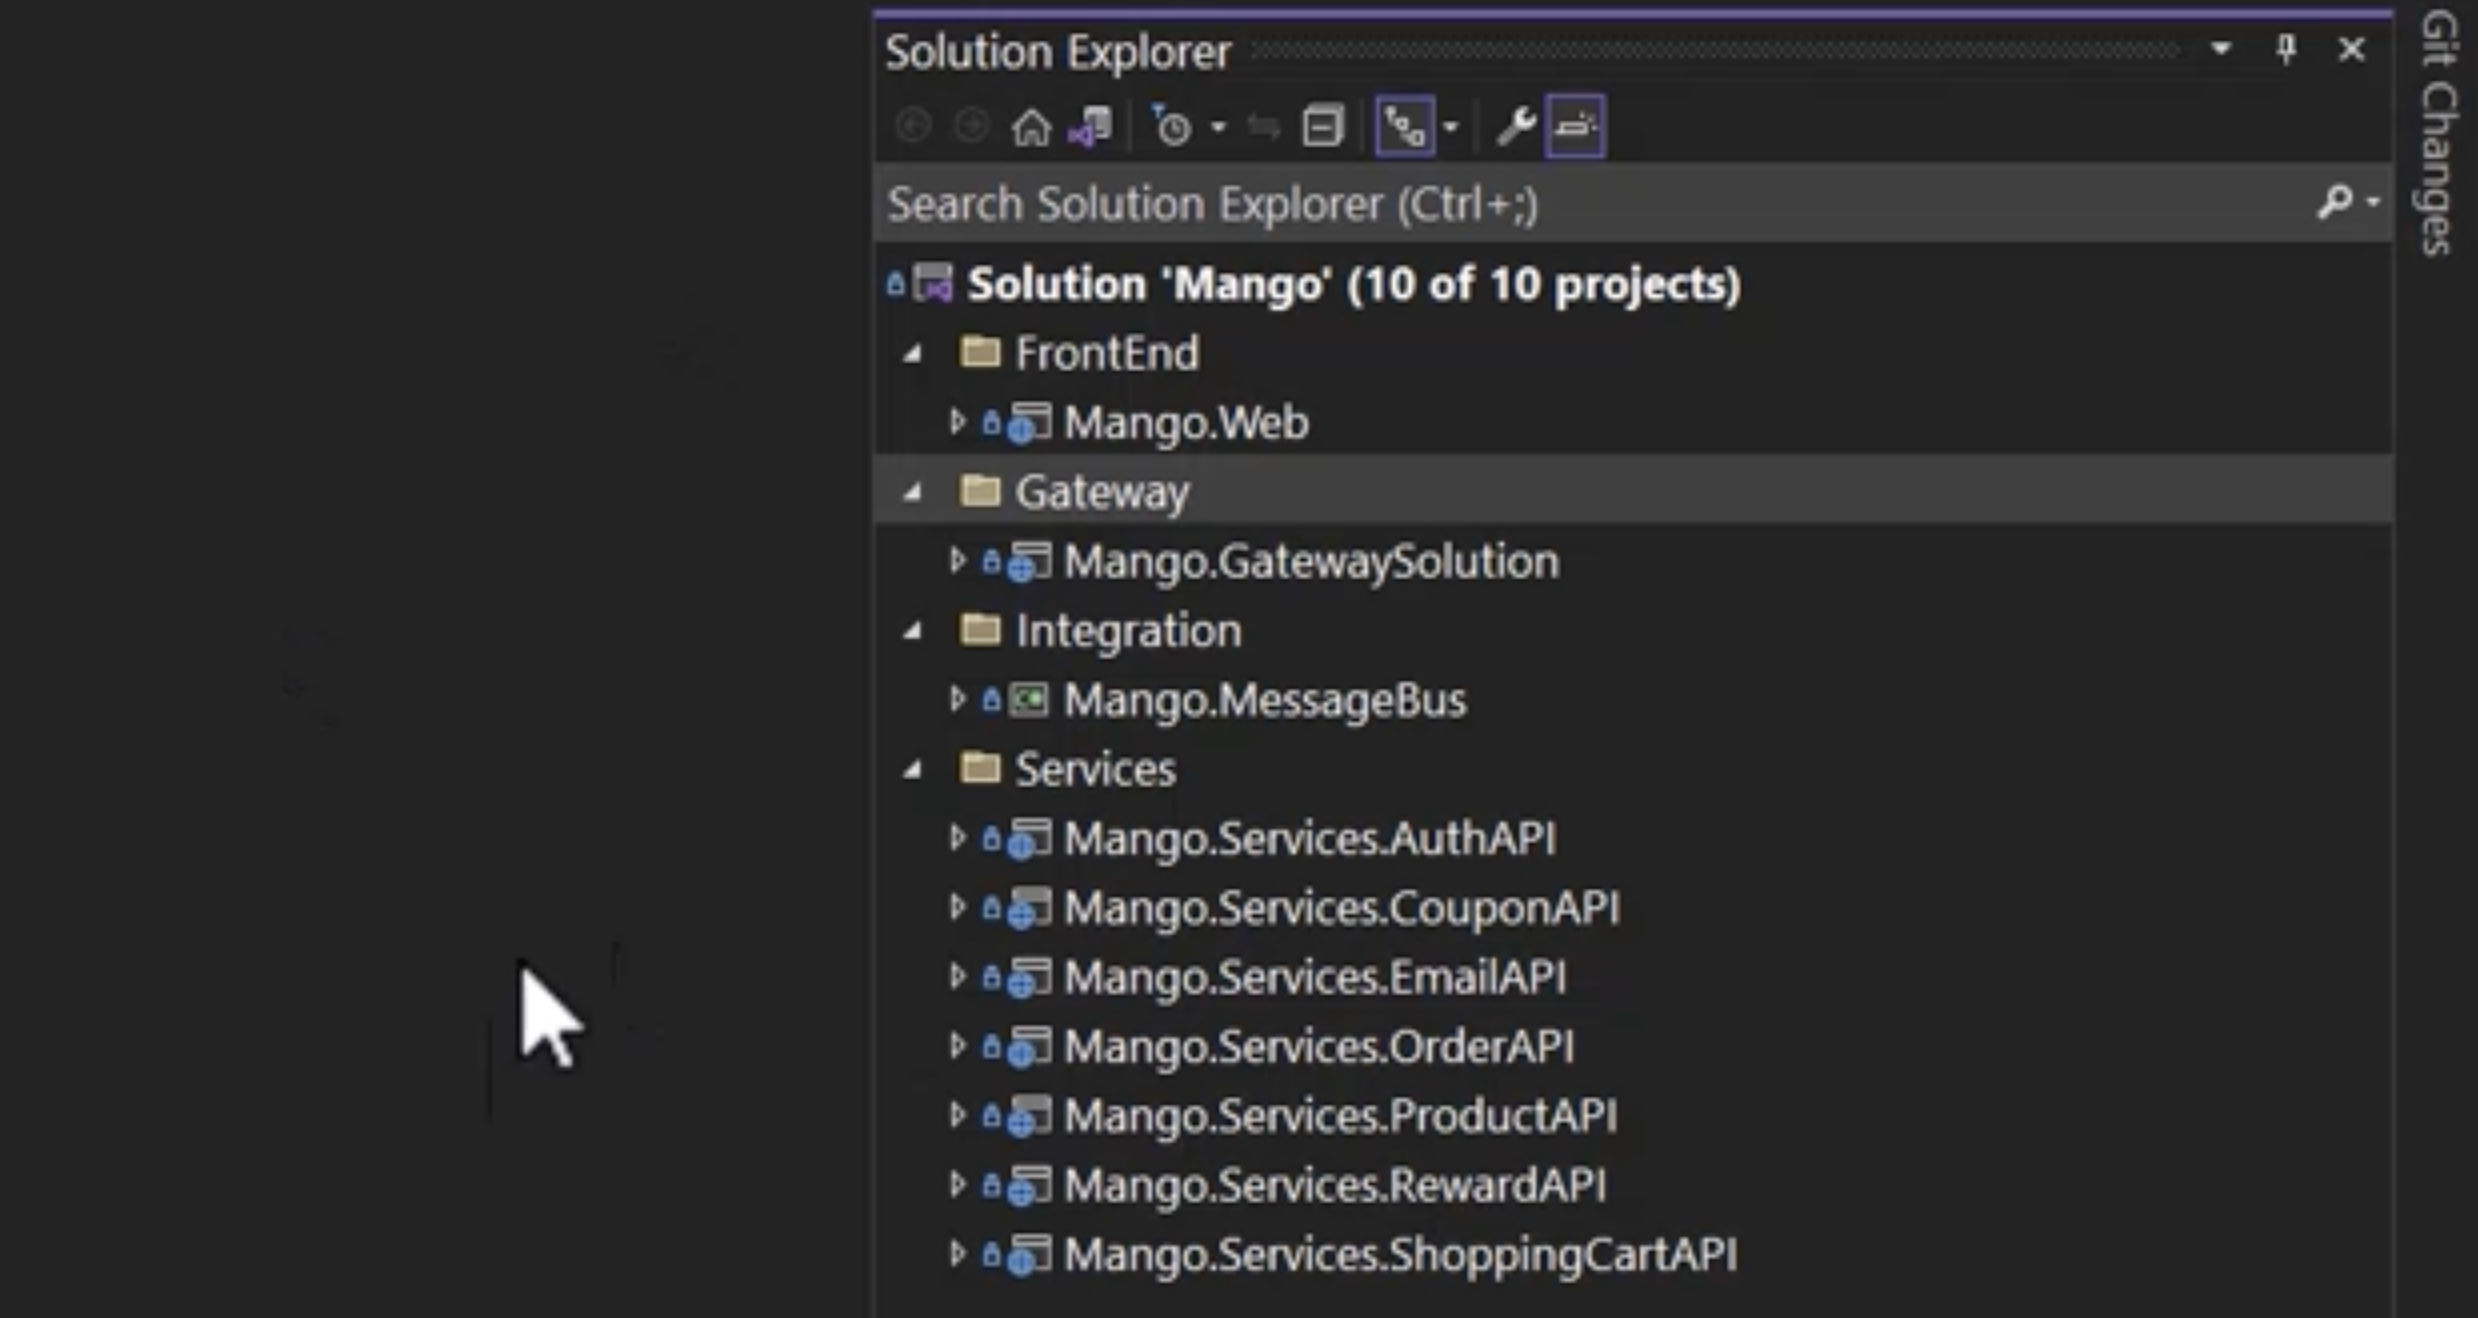 Solution Explorer
Search Solution Explorer (Ctrl+;)
Solution 'Mango' (10 of 10 projects)
FrontEnd
Mango.Web
Gateway
Mango.GatewaySolution
Integration
Mango.MessageBus
Services
Mango.Services.AuthAPI
Mango.Services.CouponAPI
Mango.Services.EmailAPI
Mango.Services.OrderAPI
Mango.Services.ProductAPI
Mango.Services.RewardAPI
Mango.Services.ShoppingCartAPI
Git Changes